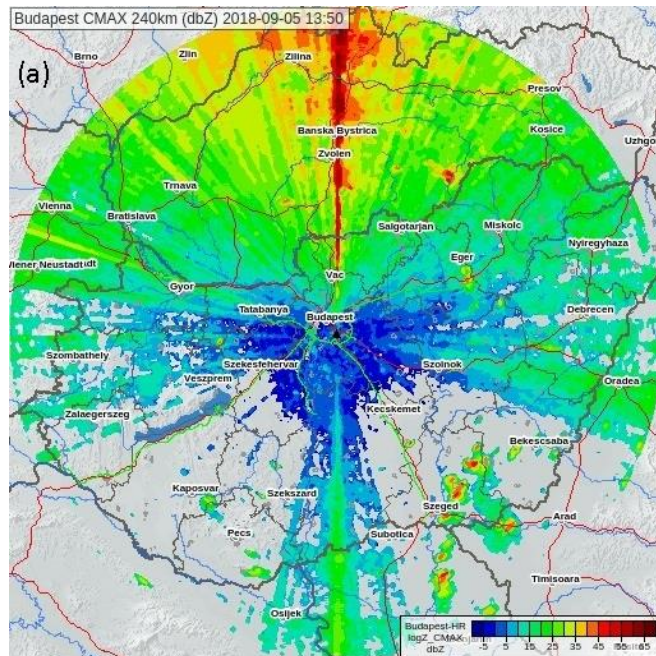 Budapest CMAX 240km (dbZ) 2018-09-05 13:50
(a)
Brno
Zlin
Zilina
Presov
Banska Bystrica
Kosice
Uzhgo
Zvolen
Trnava
Vienna
Bratislava
Salgotarjan
Miskolc
Nyiregyhaza
Eger
Wiener Neustadt
Vac
Gyor
Tatabanya
Budapest
Debrecen
Szombathely
Szekesfehervar
Szolnok
Veszprem
Oradea
Zalaegerszeg
Kecskemet
Bekescsaba
Kaposvar
Szekszard
Szeged
Arad
Pecs
Subotica
Timisoara
Osijek
Budapest-HR
logZ_CMAX
dbZ
-5 5 15 25 35 45 55 65